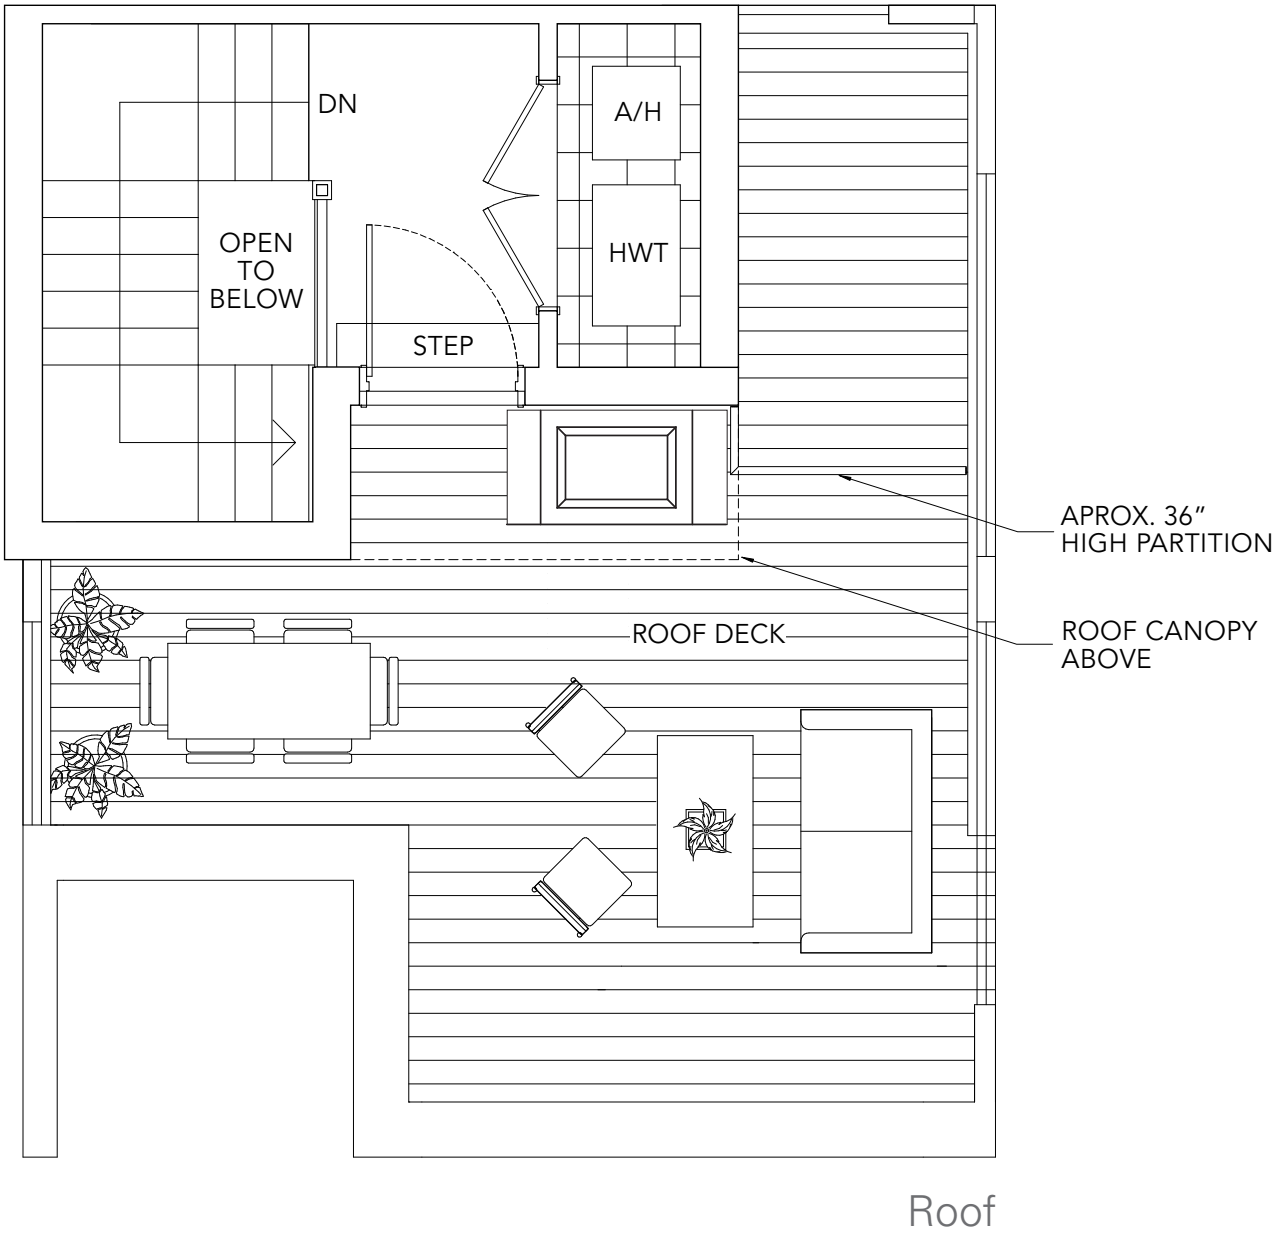 DN
A/H
OPEN
TO
BELOW
HWT
STEP
APROX. 36”
HIGH PARTITION
ROOF DECK
ROOF CANOPY
ABOVE
Roof